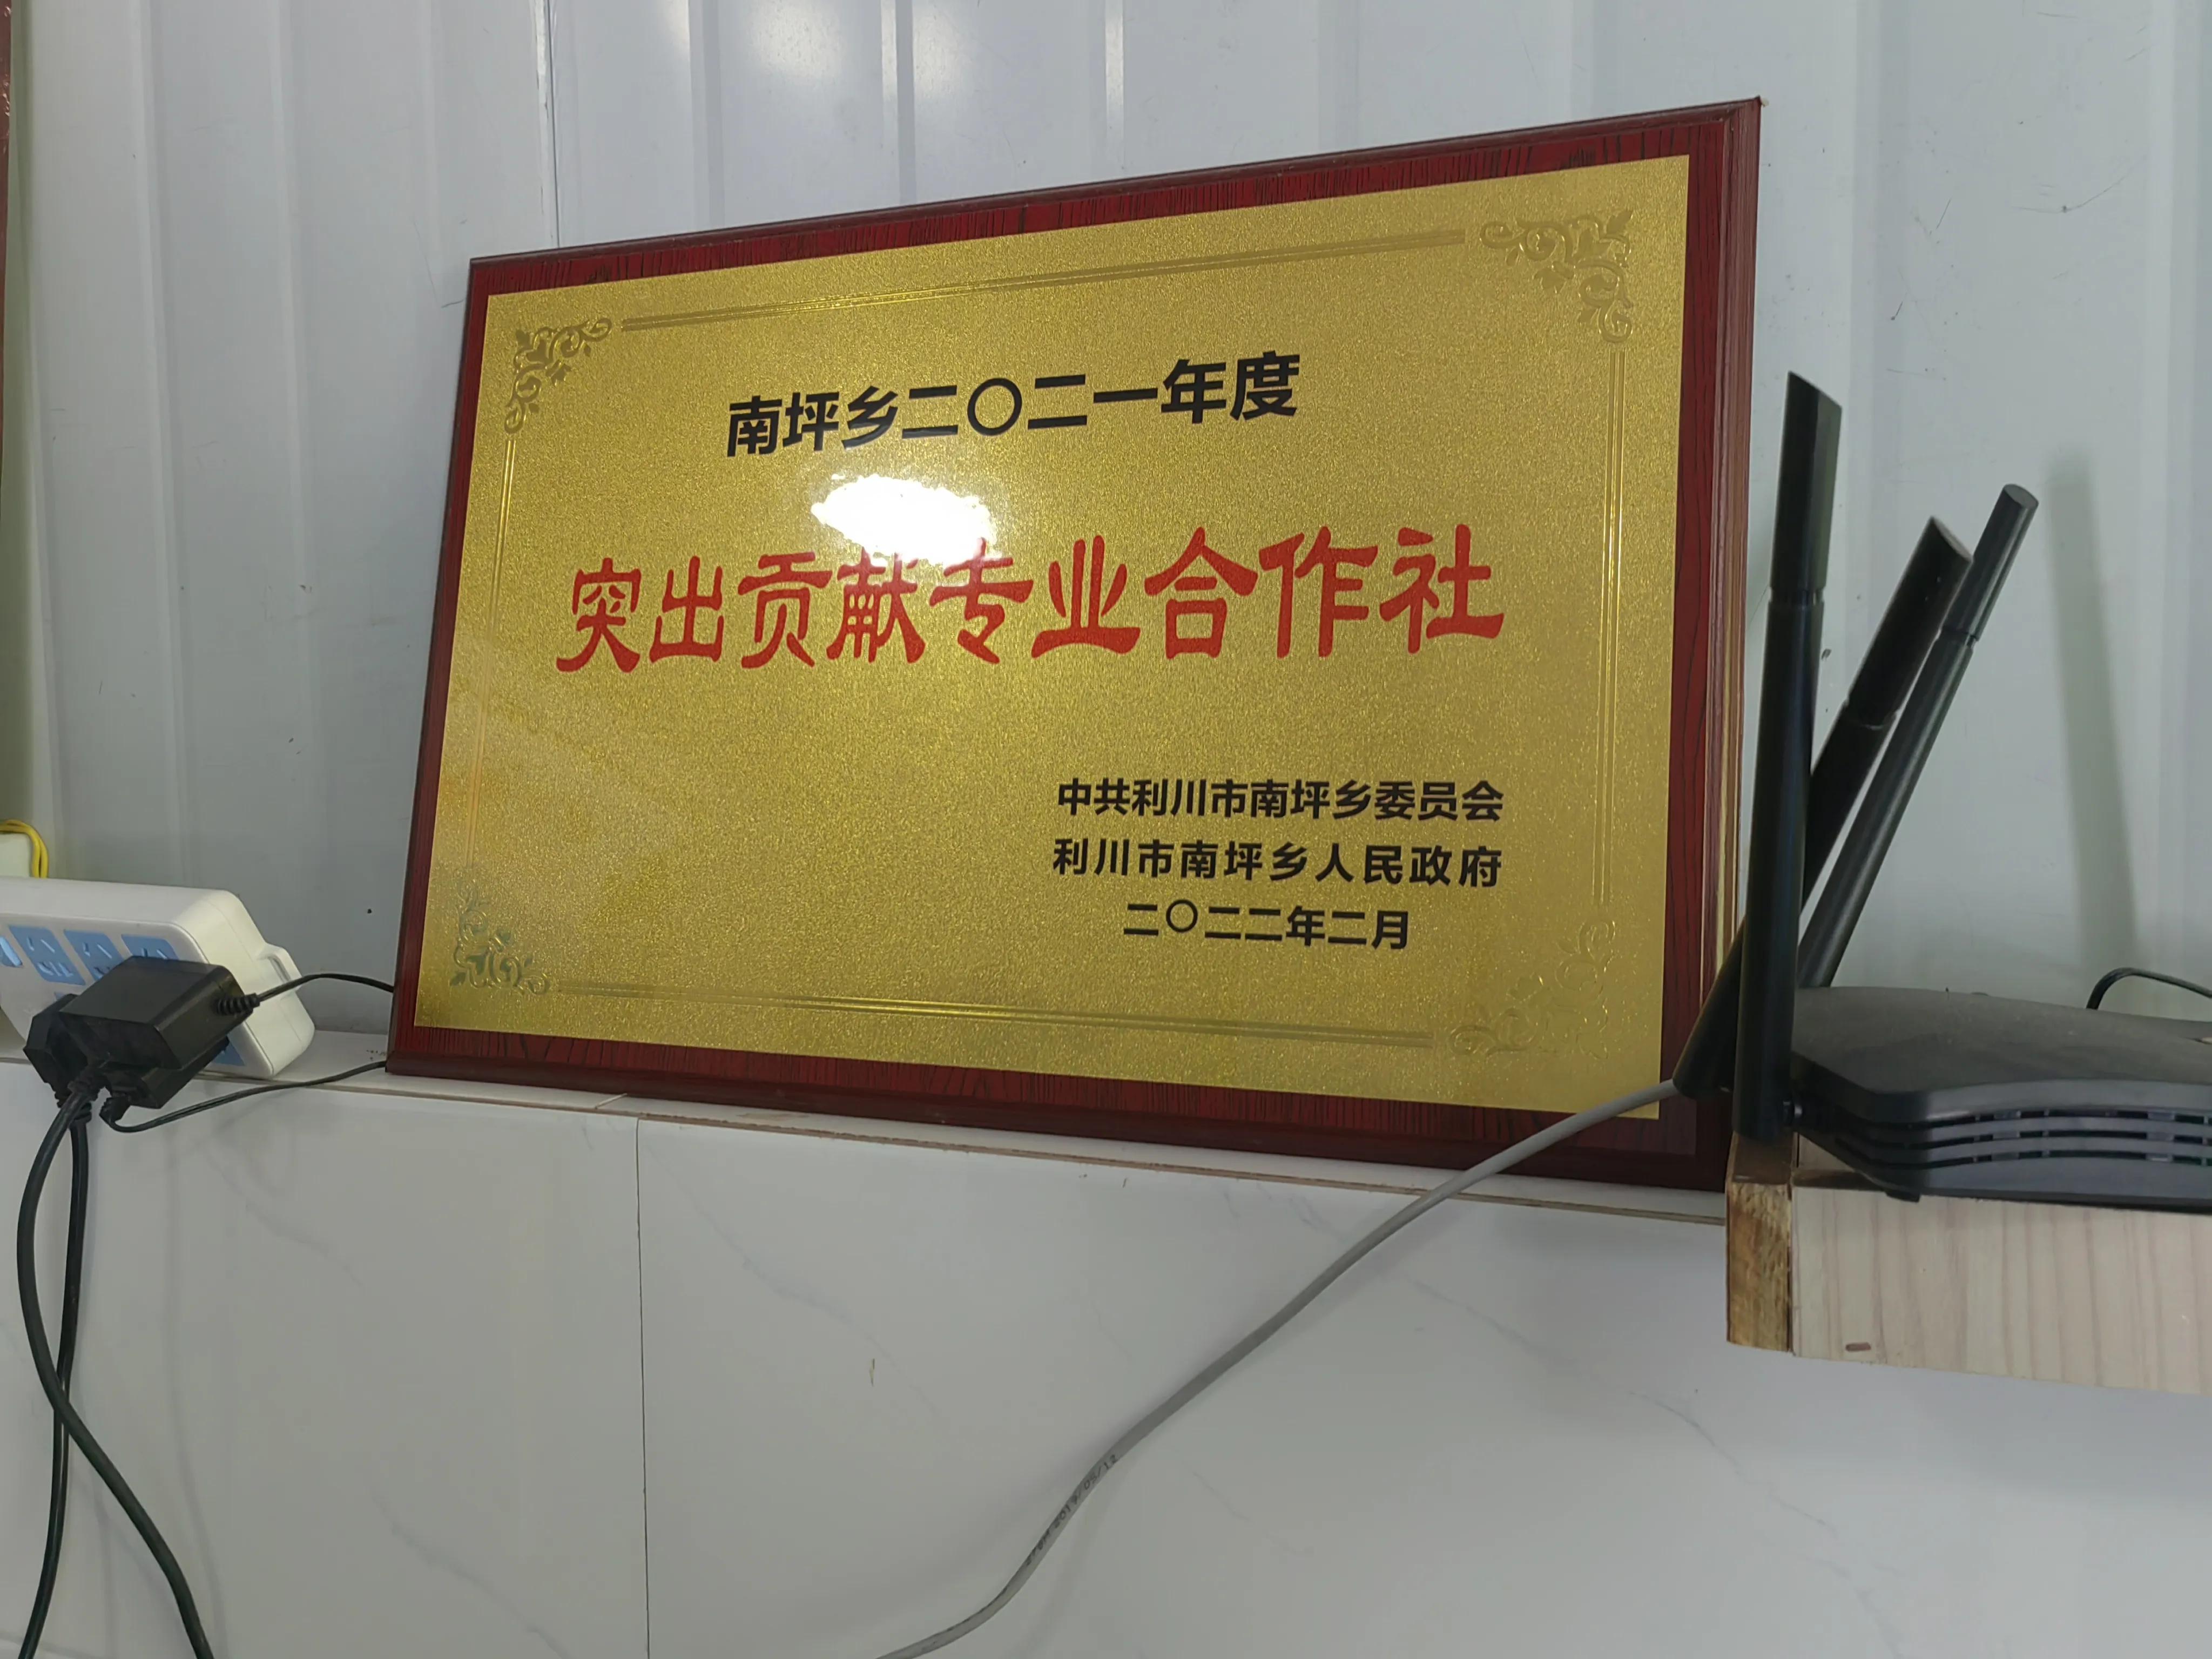 南坪乡二〇二一年度
突出贡献专业合作社
中共利川市南坪乡委员会
利川市南坪乡人民政府
二〇二二年二月